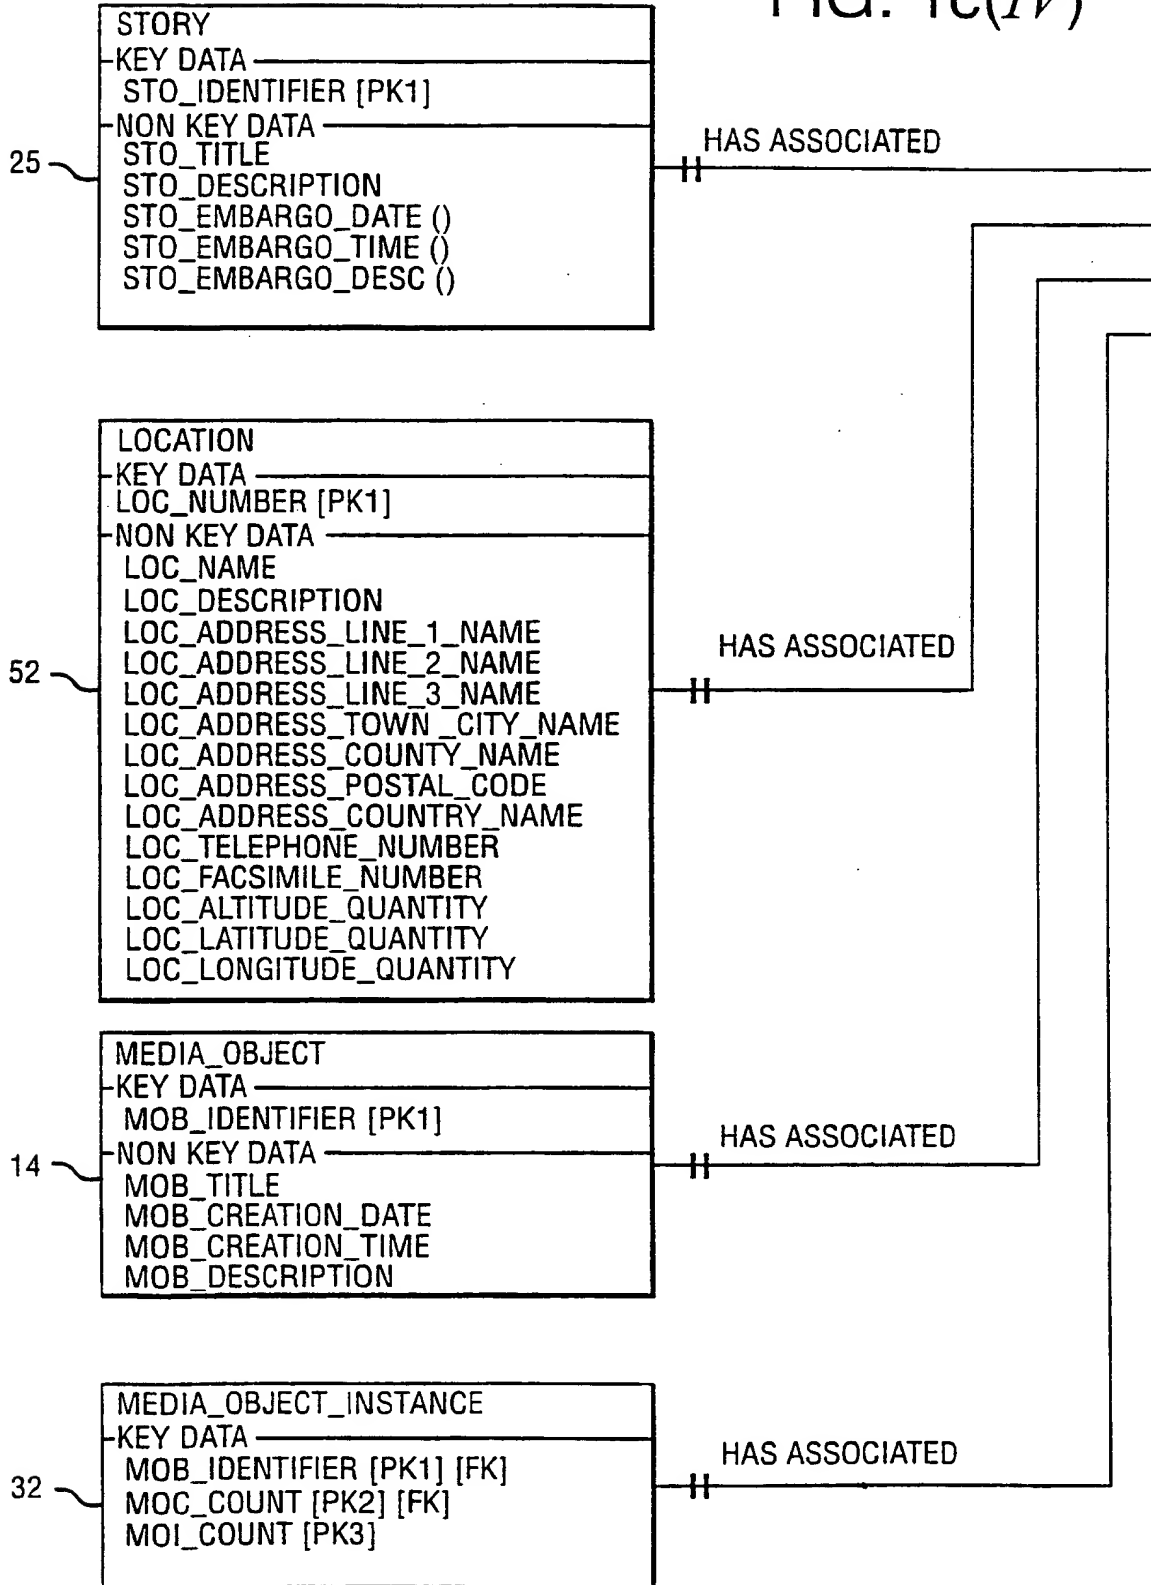 FIG. 1c(IV)
STORY
KEY DATA
STO_IDENTIFIER [PK1]
NON KEY DATA
25
STO_TITLE
STO_DESCRIPTION
STO_EMBARGO_DATE ()
STO_EMBARGO_TIME ()
STO_EMBARGO_DESC ()
HAS ASSOCIATED
LOCATION
KEY DATA
LOC_NUMBER [PK1]
NON KEY DATA
LOC_NAME
LOC_DESCRIPTION
LOC_ADDRESS_LINE_1_NAME
LOC_ADDRESS_LINE_2_NAME
52
LOC_ADDRESS_LINE_3_NAME
LOC_ADDRESS_TOWN _CITY_NAME
LOC_ADDRESS_COUNTY_NAME
LOC_ADDRESS_POSTAL_CODE
LOC_ADDRESS_COUNTRY_NAME
LOC_TELEPHONE_NUMBER
LOC_FACSIMILE_NUMBER
LOC_ALTITUDE_QUANTITY
LOC_LATITUDE_QUANTITY
LOC_LONGITUDE_QUANTITY
HAS ASSOCIATED
MEDIA_OBJECT
KEY DATA
MOB_IDENTIFIER [PK1]
NON KEY DATA
14
MOB_TITLE
MOB_CREATION_DATE
MOB_CREATION_TIME
MOB_DESCRIPTION
HAS ASSOCIATED
MEDIA_OBJECT_INSTANCE
KEY DATA
MOB_IDENTIFIER [PK1] [FK]
32
MOC_COUNT [PK2] [FK]
MOI_COUNT [PK3]
HAS ASSOCIATED